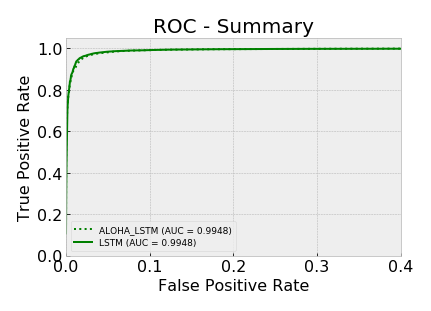 ROC - Summary
True Positive Rate
1.0
0.8
0.6
0.4
0.2
0.0
ALOHA_LSTM (AUC = 0.9948)
LSTM (AUC = 0.9948)
0.0 0.1 0.2 0.3 0.4
False Positive Rate